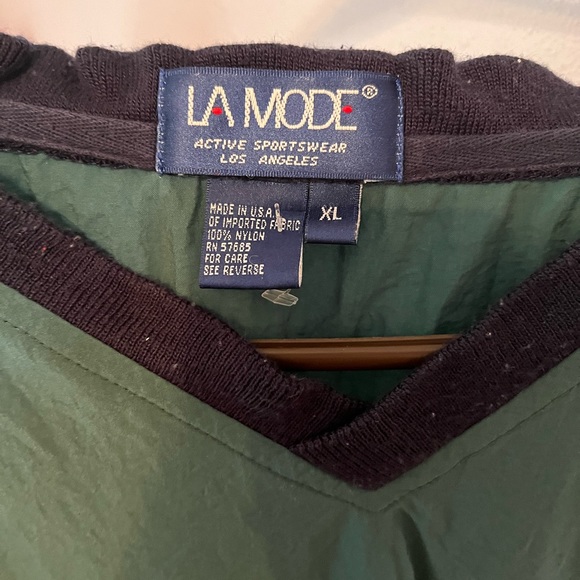 LA MODE®
ACTIVE SPORTSWEAR
LOS ANGELES
MADE IN U.S.A.
OF IMPORTED FABRIC
100% NYLON
RN 57685
FOR CARE
SEE REVERSE
XL